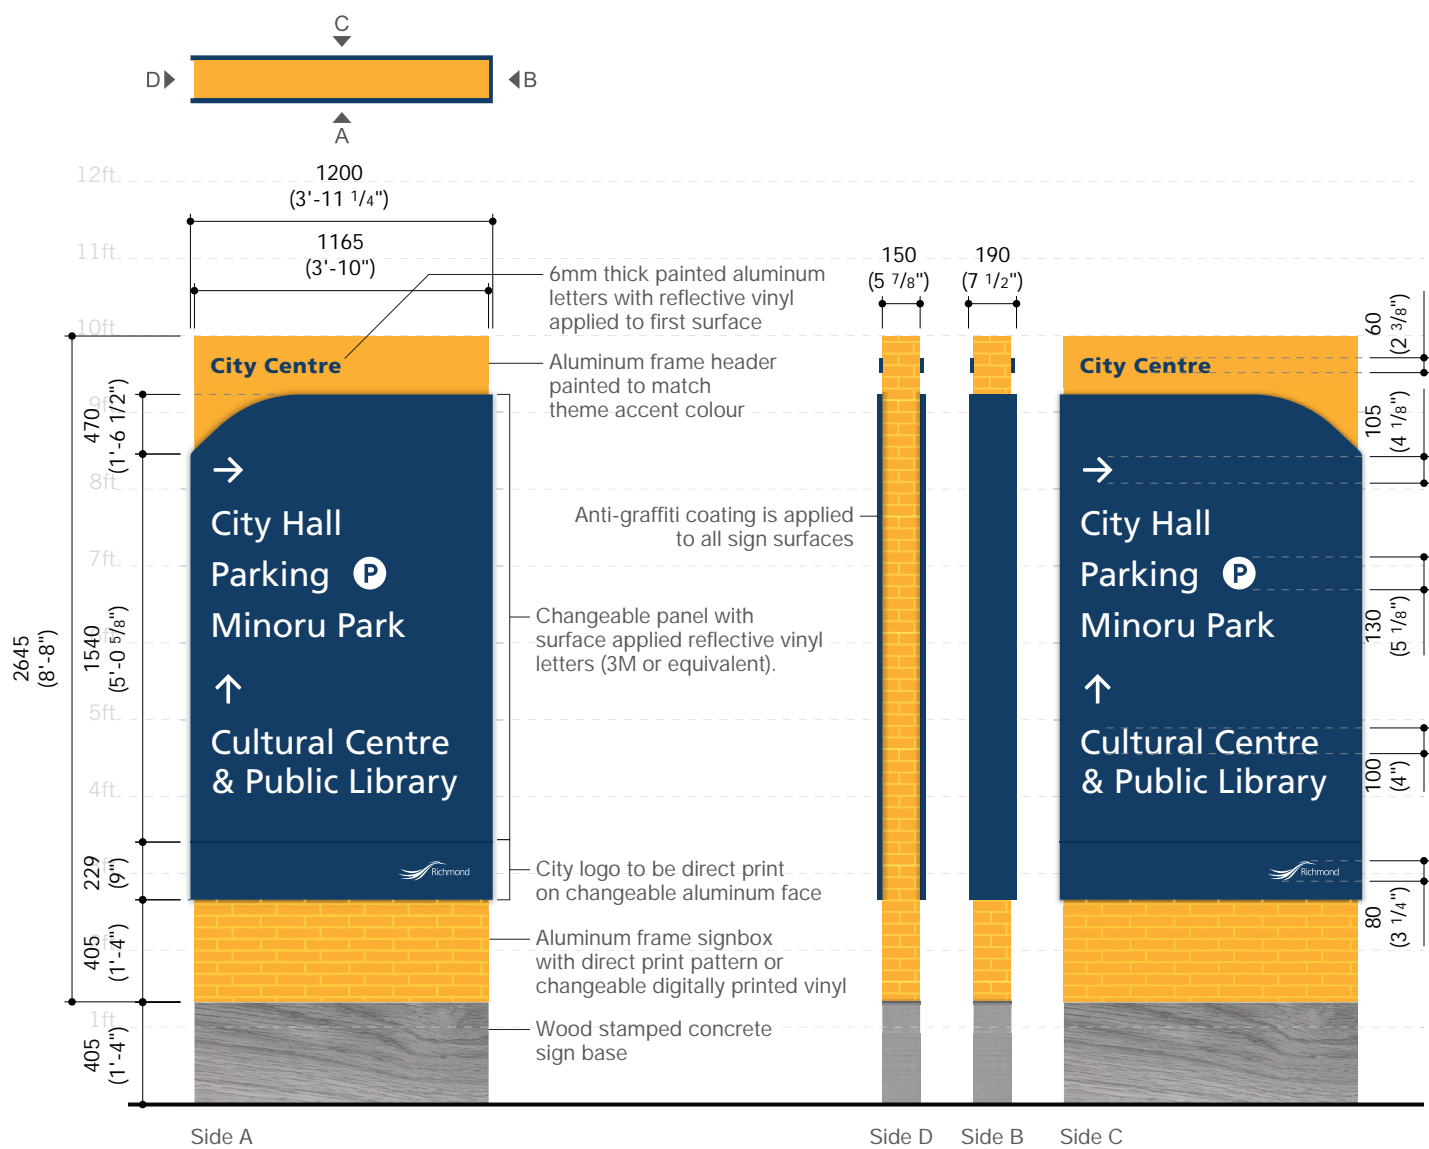 C
D
B
A
12ft
1200
(3'-11 1/4")
11ft
1165
(3'-10")
150
(5 7/8")
190
(7 1/2")
6mm thick painted aluminum
letters with reflective vinyl
applied to first surface
10ft
60
(2 3/8")
City Centre
Aluminum frame header
painted to match
theme accent colour
City Centre
470
(1'-6 1/2")
9ft
105
(4 1/8")
8ft
City Hall
Parking P
Minoru Park
Cultural Centre
& Public Library
Richmond
Anti-graffiti coating is applied
to all sign surfaces
City Hall
Parking P
Minoru Park
Cultural Centre
& Public Library
Richmond
7ft
130
(5 1/8")
Changeable panel with
surface applied reflective vinyl
letters (3M or equivalent).
2645
(8'-8")
1540
(5'-0 5/8")
5ft
100
(4")
4ft
229
(9")
City logo to be direct print
on changeable aluminum face
80
(3 1/4")
405
(1'-4")
Aluminum frame signbox
with direct print pattern or
changeable digitally printed vinyl
1ft
405
(1'-4")
Wood stamped concrete
sign base
Side A
Side D
Side B
Side C